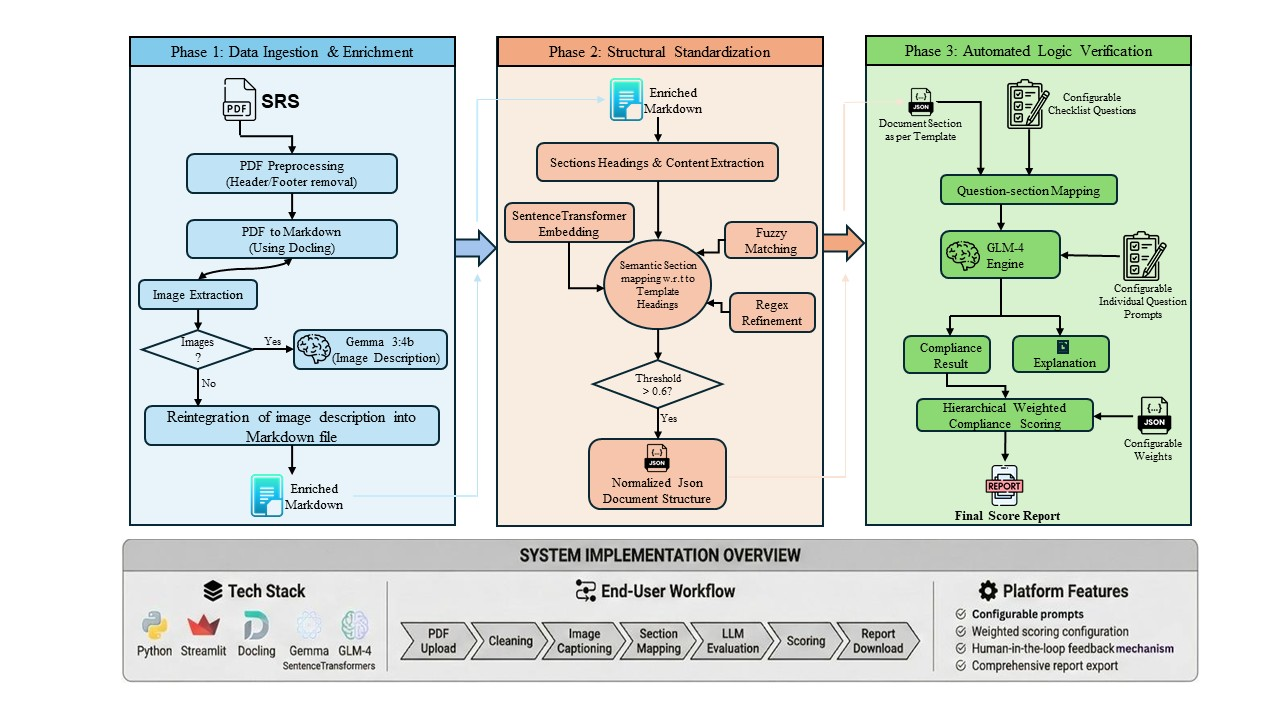 Phase 1: Data Ingestion & Enrichment
PDF
SRS
PDF Preprocessing
(Header/Footer removal)
PDF to Markdown
(Using Docling)
Image Extraction
Images
?
Yes
No
Gemma 3:4b
(Image Description)
Reintegration of image description into
Markdown file
Enriched
Markdown
Phase 2: Structural Standardization
Enriched
Markdown
Sections Headings & Content Extraction
SentenceTransformer
Embedding
Fuzzy
Matching
Semantic Section
mapping w.r.t to
Template
Headings
Regex
Refinement
Threshold
> 0.6?
Yes
{...}
JSON
Normalized Json
Document Structure
Phase 3: Automated Logic Verification
{...}
JSON
Document Section
as per Template
Configurable
Checklist Questions
Question-section Mapping
GLM-4
Engine
Configurable
Individual Question
Prompts
Compliance
Result
Explanation
Hierarchical Weighted
Compliance Scoring
{...}
JSON
Configurable
Weights
REPORT
Final Score Report
SYSTEM IMPLEMENTATION OVERVIEW
Tech Stack
Python
Streamlit
Docling
Gemma
GLM-4
SentenceTransformers
End-User Workflow
PDF
Upload
Cleaning
Image
Captioning
Section
Mapping
LLM
Evaluation
Scoring
Report
Download
Platform Features
Configurable prompts
Weighted scoring configuration
Human-in-the-loop feedback mechanism
Comprehensive report export